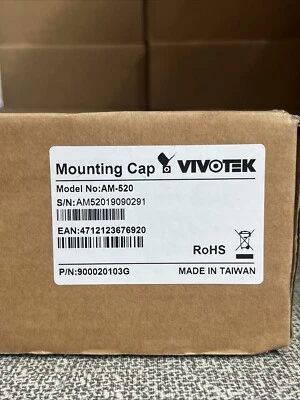 Mounting Cap VIVOTEK
Model No:AM-520
S/N:AM52019090291
EAN:4712123676920
RoHS
P/N:900020103G MADE IN TAIWAN